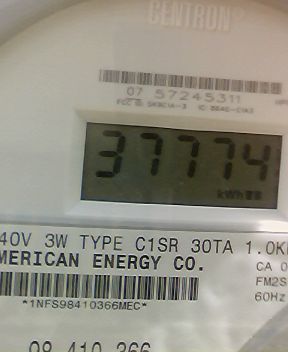 CENTRON®
07 57245311
37774
kWh
40V 3W TYPE C1SR 30TA 1.0K
MERICAN ENERGY CO.
CA 0
FM2S
60Hz
*1NFS98410366MEC*
98 410 366